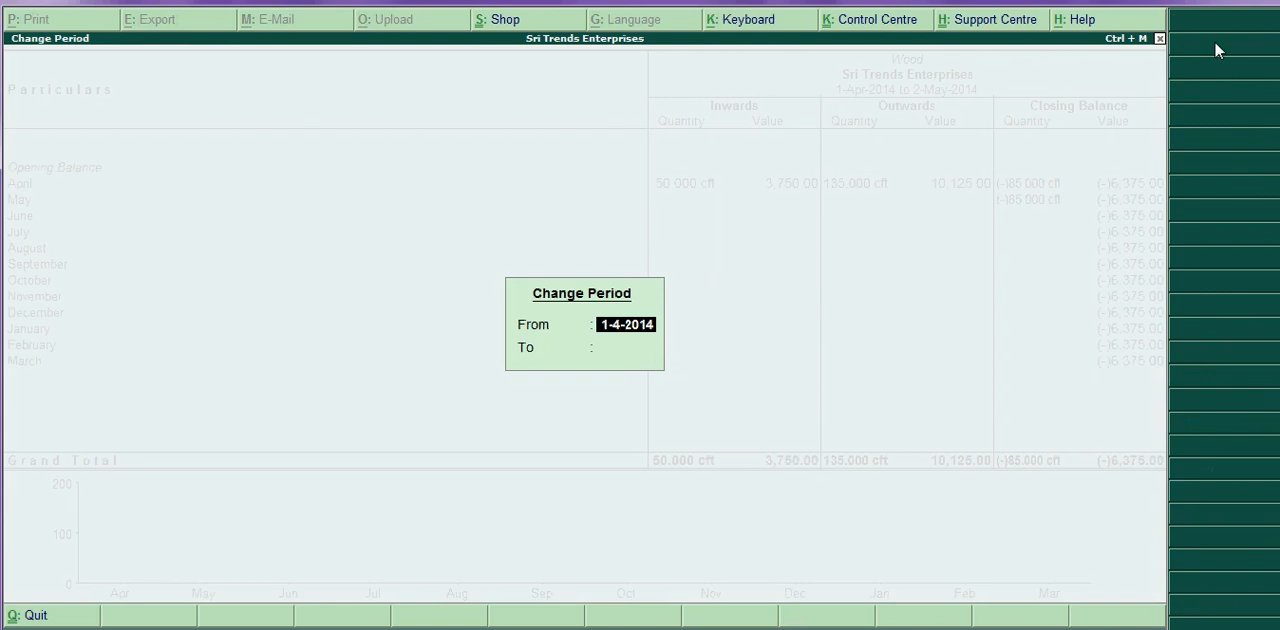 P: Print E: Export M: E-Mail O: Upload S: Shop G: Language K: Keyboard K: Control Centre H: Support Centre H: Help
Change Period Sri Trends Enterprises Ctrl + M
Wood
Sri Trends Enterprises
Particulars 1-Apr-2014 to 2-May-2014
Inwards Outwards Closing Balance
Quantity Value Quantity Value Quantity Value
Opening Balance
April 50.000 cft 3,750.00 135.000 cft 10,125.00 (-)85.000 cft (-)6,375.00
May (-)85.000 cft (-)6,375.00
June (-)6,375.00
July (-)6,375.00
August (-)6,375.00
September (-)6,375.00
October (-)6,375.00
November (-)6,375.00
December (-)6,375.00
January (-)6,375.00
February (-)6,375.00
March (-)6,375.00
Change Period
From : 1-4-2014
To :
Grand Total 50.000 cft 3,750.00 135.000 cft 10,125.00 (-)85.000 cft (-)6,375.00
200
100
0
Apr May Jun Jul Aug Sep Oct Nov Dec Jan Feb Mar
Q: Quit